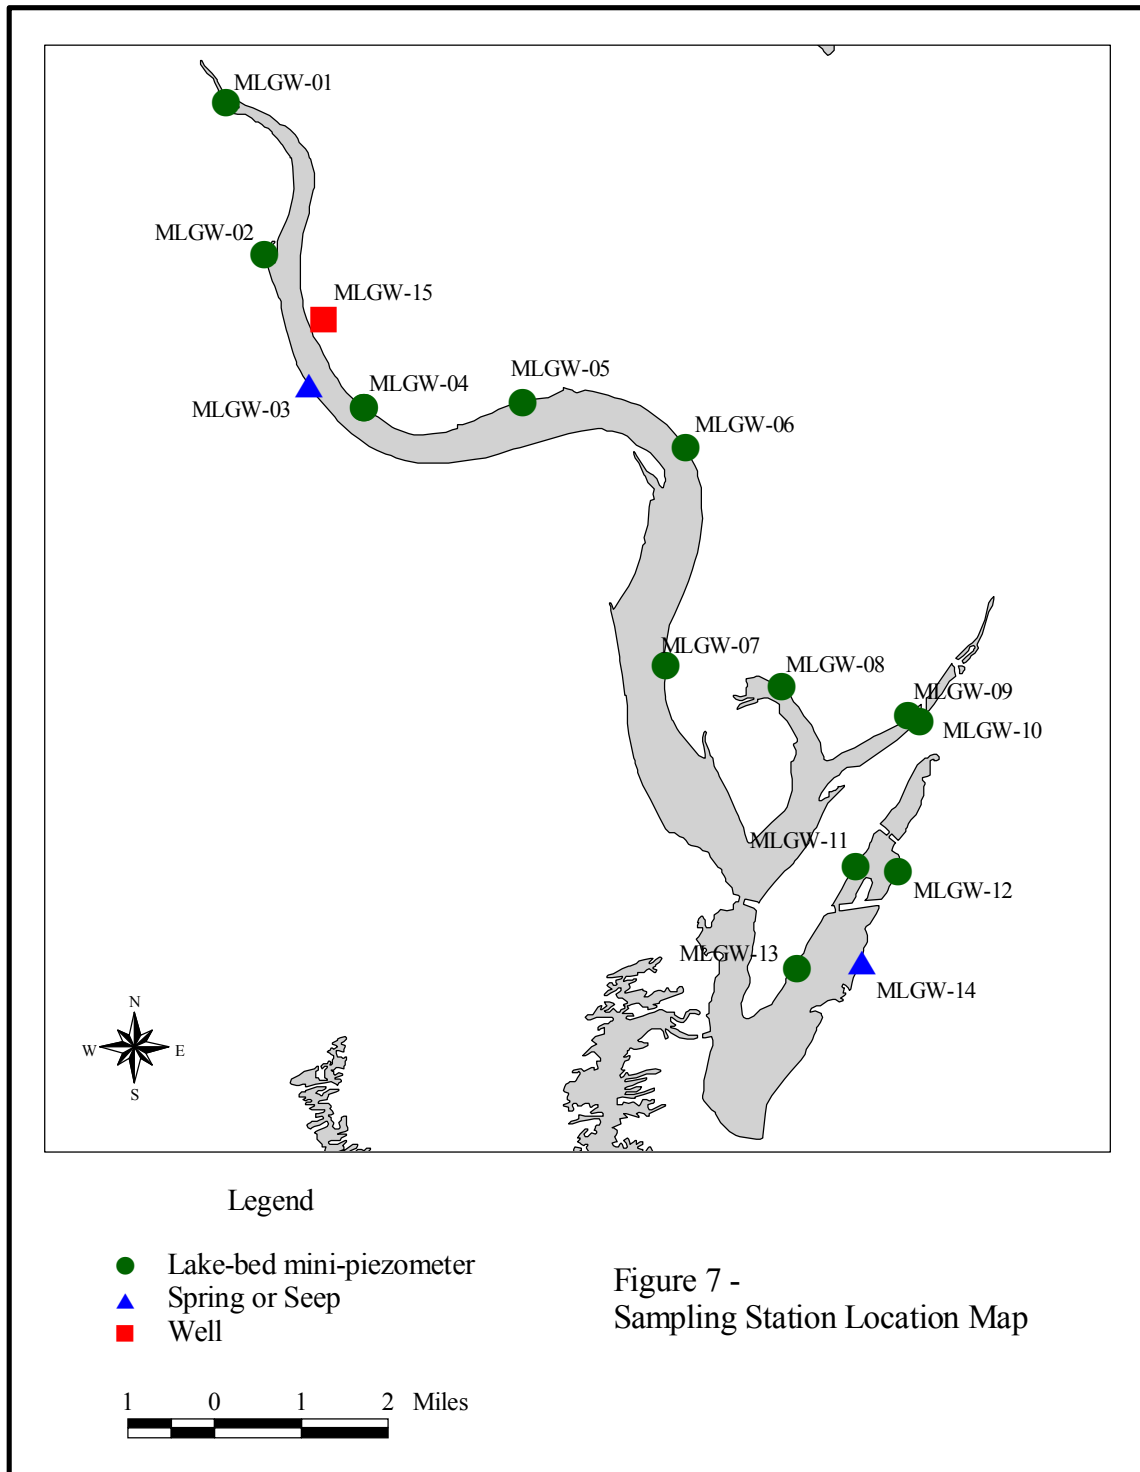 MLGW-01
MLGW-02
MLGW-15
MLGW-05
MLGW-04
MLGW-03
MLGW-06
MLGW-07
MLGW-08
MLGW-09
MLGW-10
MLGW-11
MLGW-12
MLGW-13
MLGW-14
N
W E
S
Legend
Lake-bed mini-piezometer
Spring or Seep
Well
Figure 7 -
Sampling Station Location Map
1 0 1 2 Miles